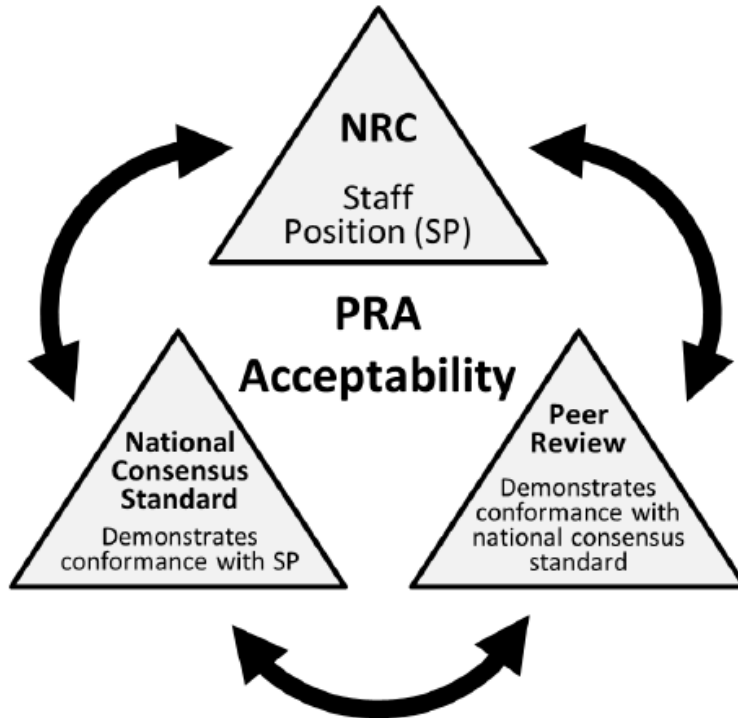 NRC
Staff
Position (SP)
PRA
Acceptability
National
Consensus
Standard
Demonstrates
conformance with SP
Peer
Review
Demonstrates
conformance with
national consensus
standard